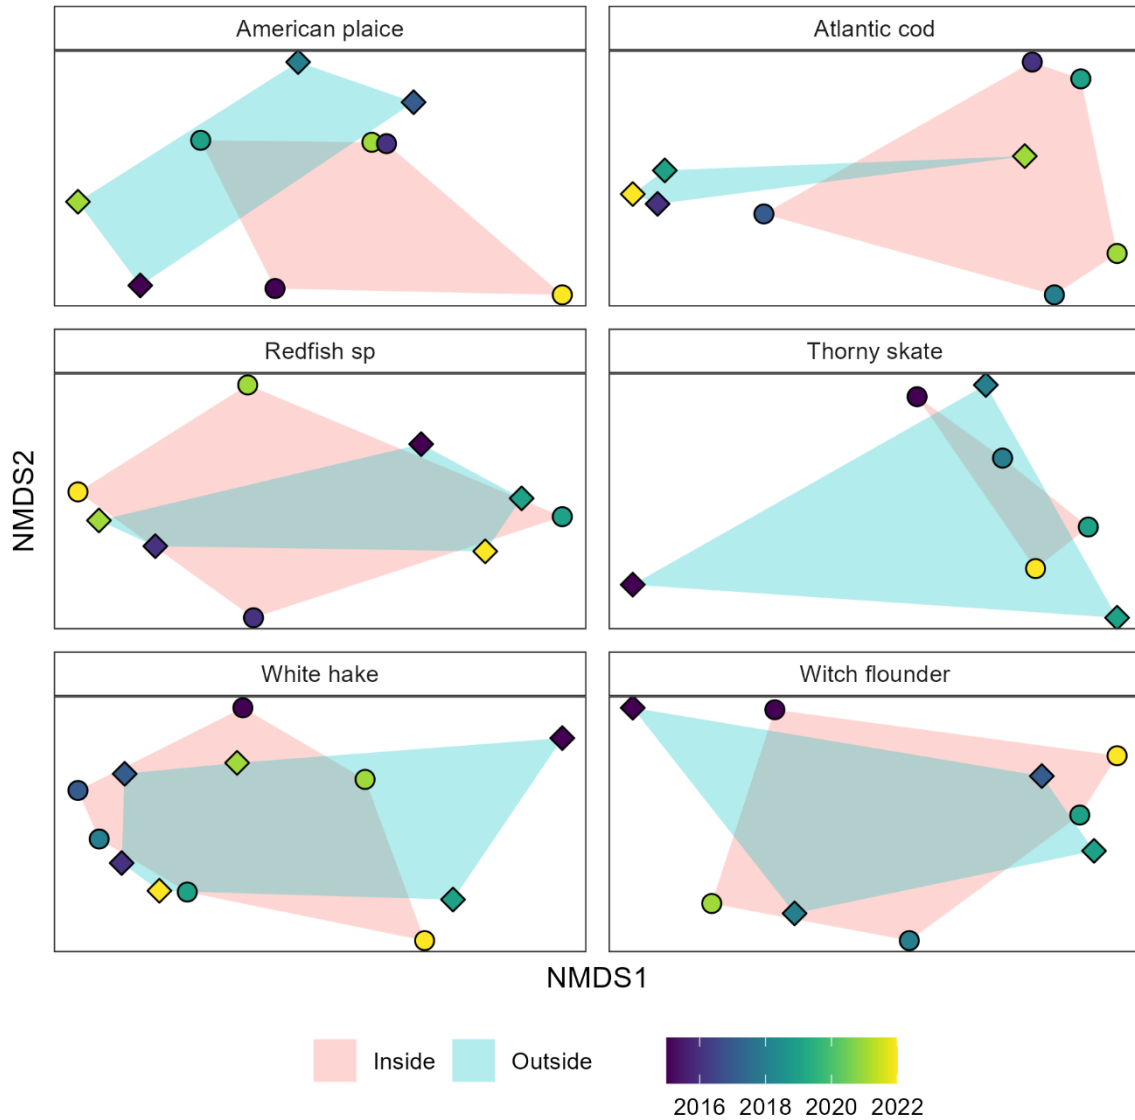 American plaice
Atlantic cod
Redfish sp
Thorny skate
NMDS2
White hake
Witch flounder
NMDS1
Inside
Outside
2016 2018 2020 2022